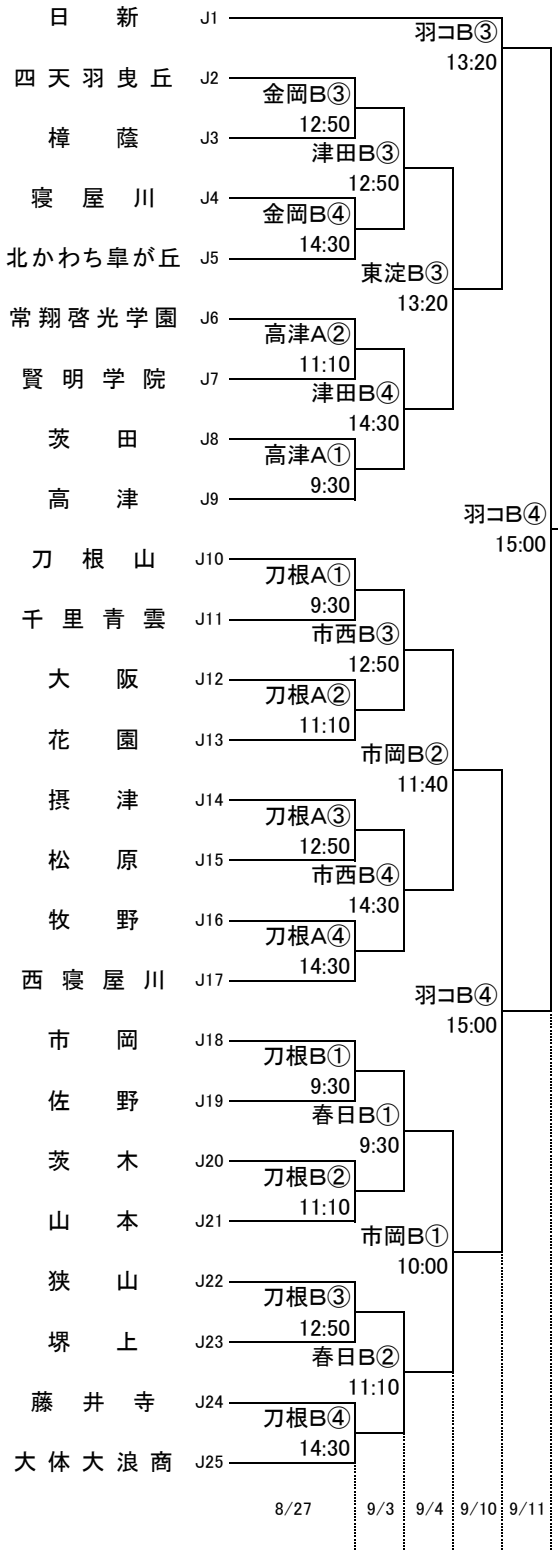 日新 J1
羽コB③
13:20
四天羽曳丘 J2
金岡B③
12:50
樟蔭 J3
津田B③
12:50
寝屋川 J4
金岡B④
14:30
北かわち皐が丘 J5
東淀B③
13:20
常翔啓光学園 J6
高津A②
11:10
賢明学院 J7
津田B④
14:30
茨田 J8
高津A①
9:30
高津 J9
羽コB④
15:00
刀根山 J10
刀根A①
9:30
千里青雲 J11
市西B③
12:50
大阪 J12
刀根A②
11:10
花園 J13
市岡B②
11:40
摂津 J14
刀根A③
12:50
松原 J15
市西B④
14:30
牧野 J16
刀根A④
14:30
西寝屋川 J17
羽コB④
15:00
市岡 J18
刀根B①
9:30
佐野 J19
春日B①
9:30
茨木 J20
刀根B②
11:10
山本 J21
市岡B①
10:00
狭山 J22
刀根B③
12:50
堺上 J23
春日B②
11:10
藤井寺 J24
刀根B④
14:30
大体大浪商 J25
8/27 9/3 9/4 9/10 9/11